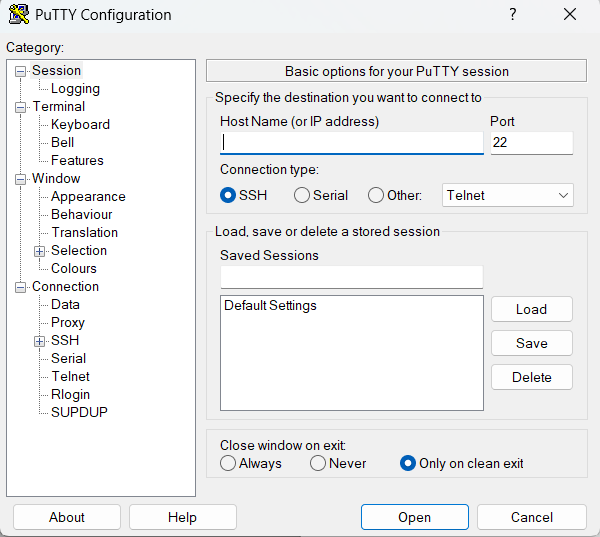 PuTTY Configuration
Category:
Session
Logging
Terminal
Keyboard
Bell
Features
Window
Appearance
Behaviour
Translation
Selection
Colours
Connection
Data
Proxy
SSH
Serial
Telnet
Rlogin
SUPDUP
Basic options for your PuTTY session
Specify the destination you want to connect to
Host Name (or IP address) Port
22
Connection type:
SSH Serial Other: Telnet
Load, save or delete a stored session
Saved Sessions
Default Settings
Load
Save
Delete
Close window on exit:
Always Never Only on clean exit
About Help Open Cancel